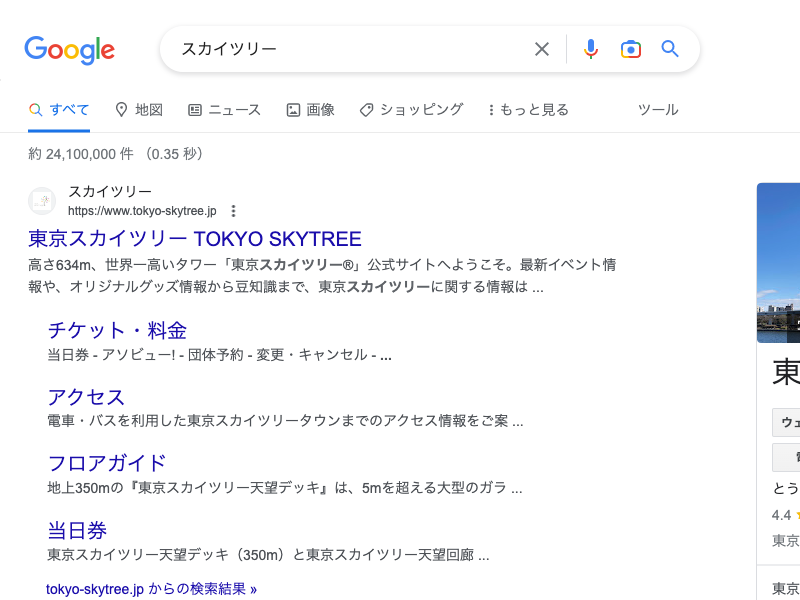 Google
スカイツリー
すべて
地図
ニュース
画像
ショッピング
もっと見る
ツール
約 24,100,000 件 （0.35 秒）
スカイツリー
https://www.tokyo-skytree.jp
東京スカイツリー TOKYO SKYTREE
高さ634m、世界一高いタワー「東京スカイツリー®」公式サイトへようこそ。最新イベント情
報や、オリジナルグッズ情報から豆知識まで、東京スカイツリーに関する情報は ...
チケット・料金
当日券 - アソビュー! - 団体予約 - 変更・キャンセル - ...
アクセス
電車・バスを利用した東京スカイツリータウンまでのアクセス情報をご案 ...
フロアガイド
地上350mの『東京スカイツリー天望デッキ』は、5mを超える大型のガラ ...
当日券
東京スカイツリー天望デッキ（350m）と東京スカイツリー天望回廊 ...
tokyo-skytree.jp からの検索結果 »
東
ウェ
とう
4.4
東京
東京